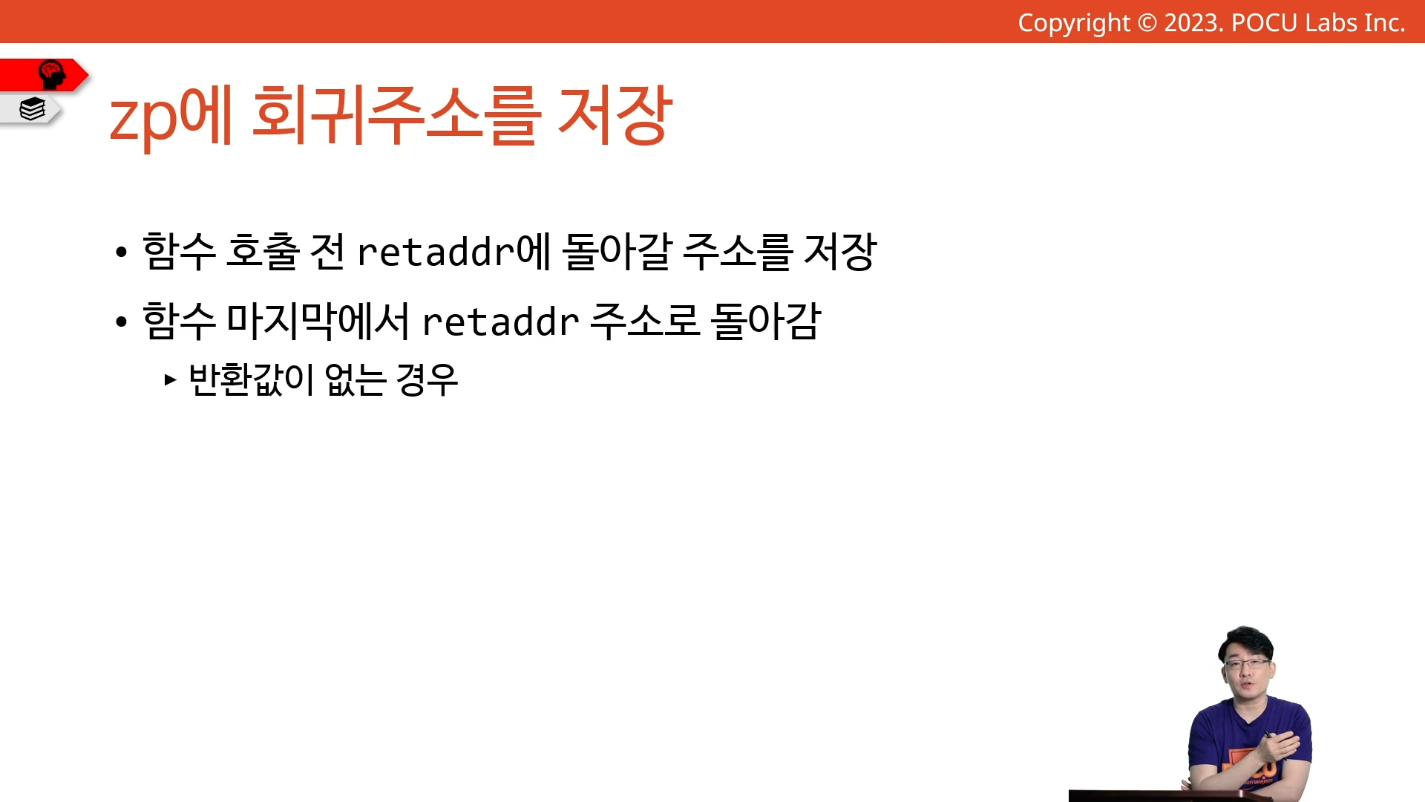 Copyright © 2023. POCU Labs Inc.
zp에 회귀주소를 저장
• 함수 호출 전 retaddr에 돌아갈 주소를 저장
• 함수 마지막에서 retaddr 주소로 돌아감
▸ 반환값이 없는 경우